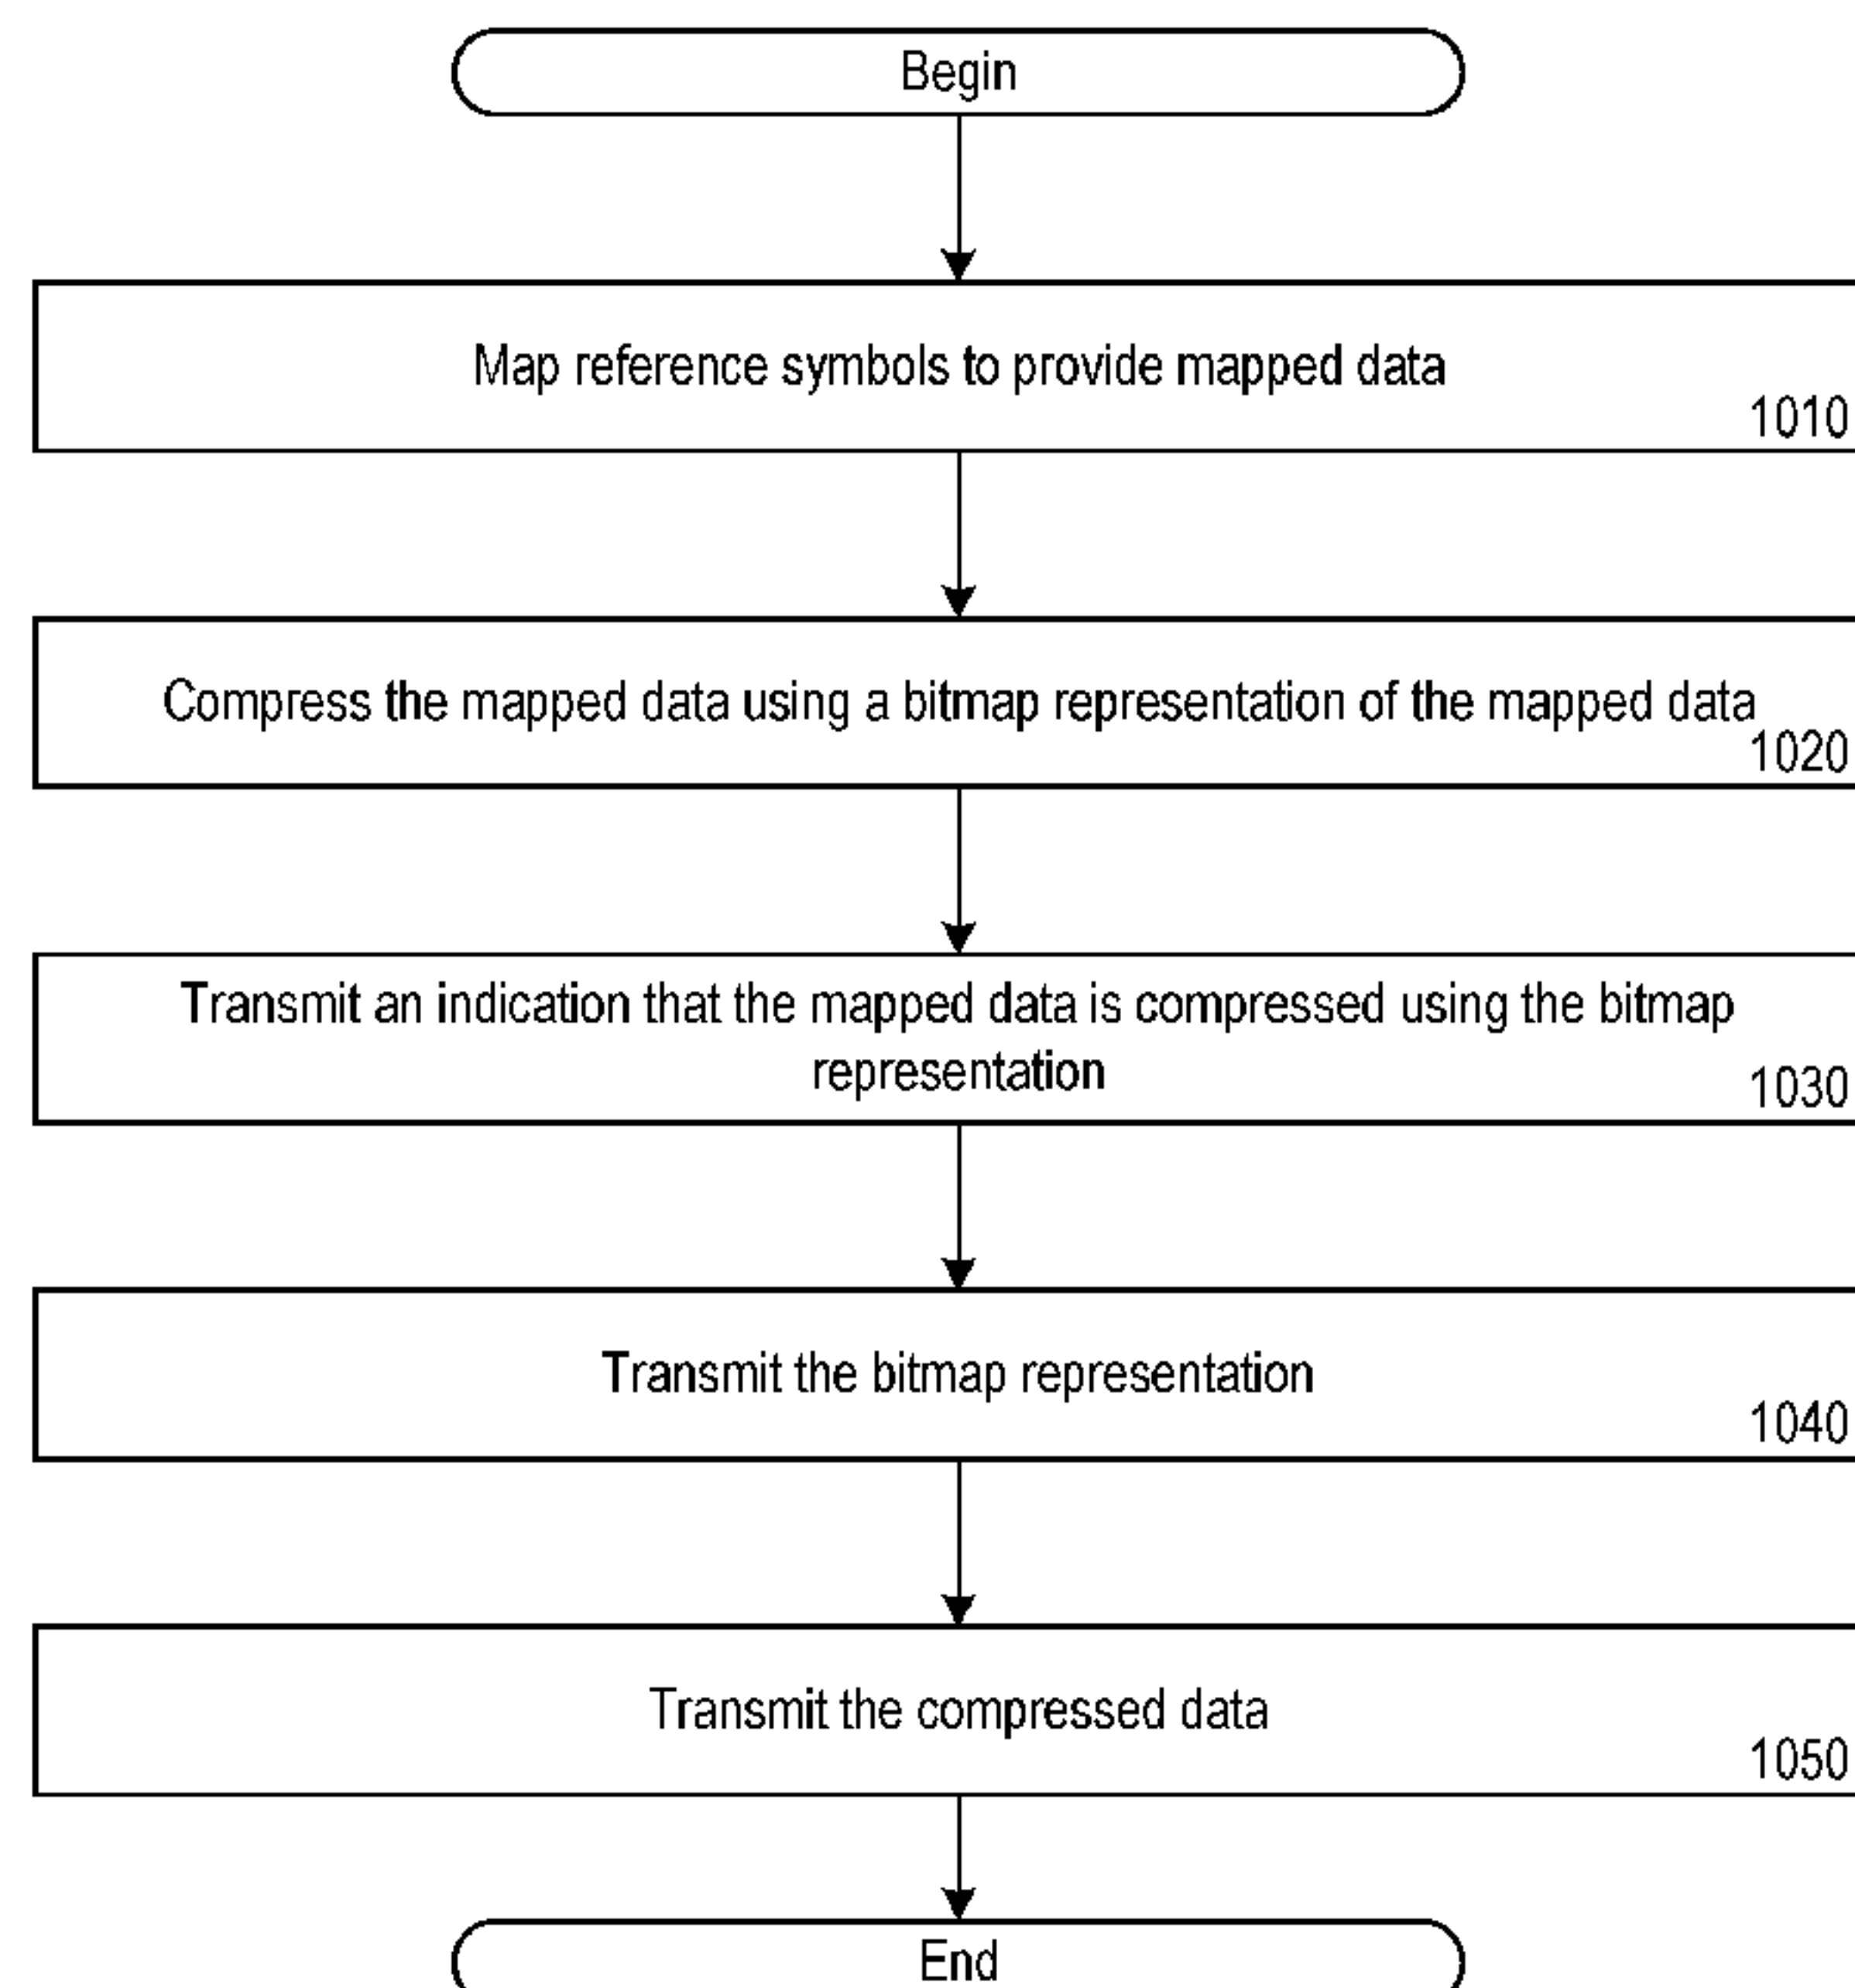 Begin
Map reference symbols to provide mapped data
1010
Compress the mapped data using a bitmap representation of the mapped data
1020
Transmit an indication that the mapped data is compressed using the bitmap
representation
1030
Transmit the bitmap representation
1040
Transmit the compressed data
1050
End